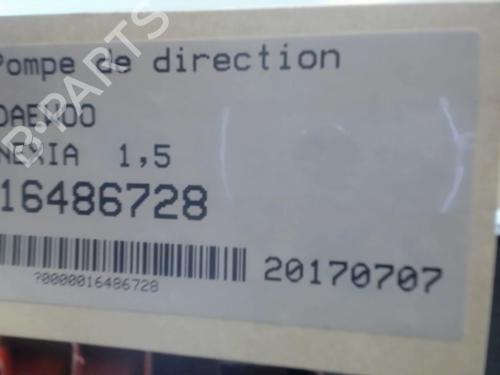 Pompe de direction
DAEWOO
NEXIA 1,5
16486728
20170707
?0000016486728
B-PARTS